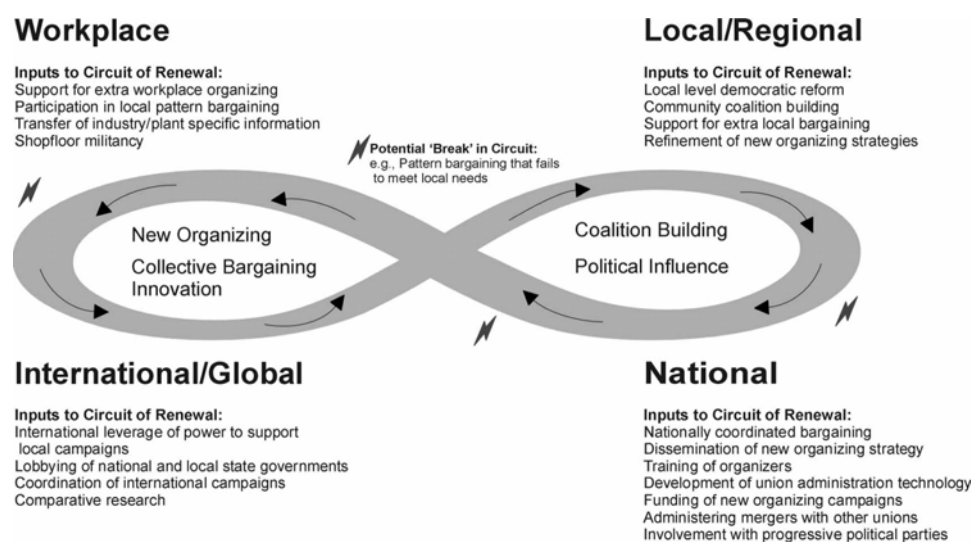 Workplace
Inputs to Circuit of Renewal:
Support for extra workplace organizing
Participation in local pattern bargaining
Transfer of industry/plant specific information
Shopfloor militancy
Local/Regional
Inputs to Circuit of Renewal:
Local level democratic reform
Community coalition building
Support for extra local bargaining
Refinement of new organizing strategies
Potential ‘Break’ in Circuit:
e.g., Pattern bargaining that fails
to meet local needs
New Organizing
Collective Bargaining
Innovation
Coalition Building
Political Influence
International/Global
Inputs to Circuit of Renewal:
International leverage of power to support
local campaigns
Lobbying of national and local state governments
Coordination of international campaigns
Comparative research
National
Inputs to Circuit of Renewal:
Nationally coordinated bargaining
Dissemination of new organizing strategy
Training of organizers
Development of union administration technology
Funding of new organizing campaigns
Administering mergers with other unions
Involvement with progressive political parties